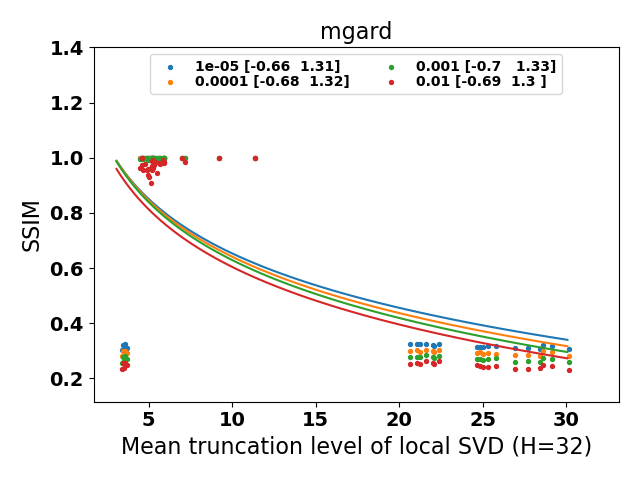 mgard
1e-05 [-0.66  1.31]
0.0001 [-0.68  1.32]
0.001 [-0.7   1.33]
0.01 [-0.69  1.3 ]
SSIM
1.4
1.2
1.0
0.8
0.6
0.4
0.2
5 10 15 20 25 30
Mean truncation level of local SVD (H=32)